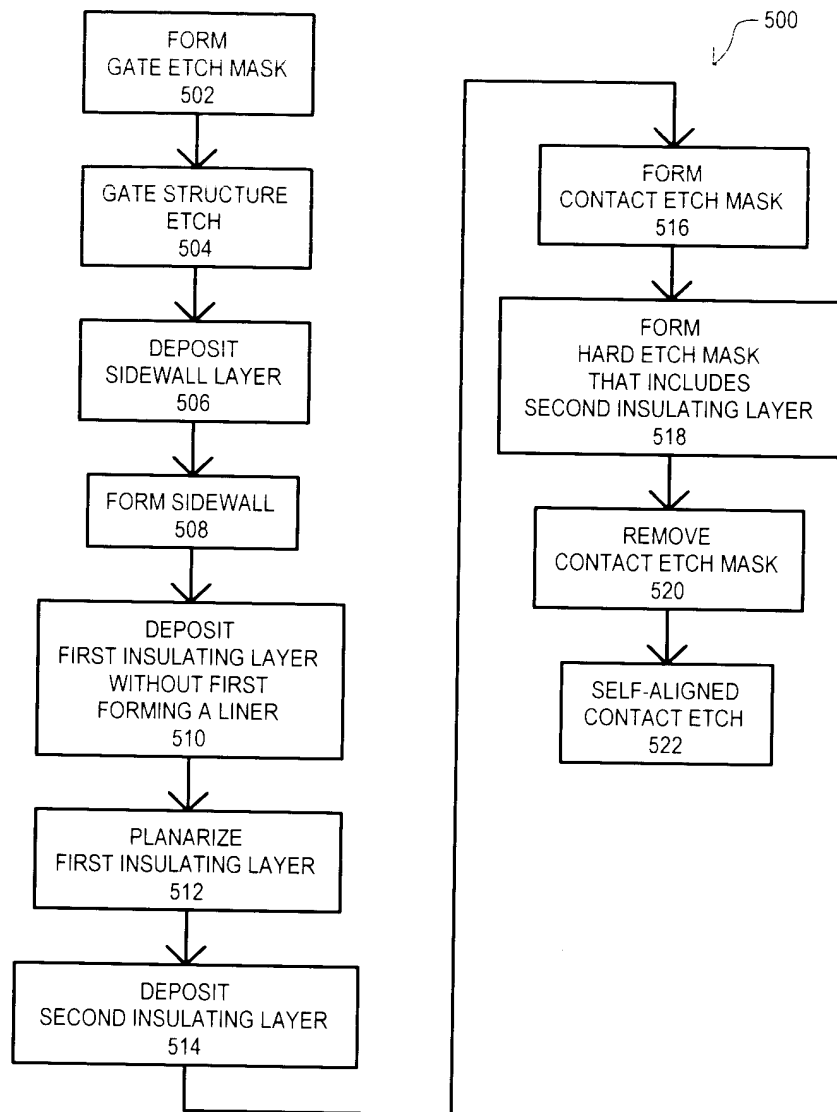 FORM
GATE ETCH MASK
502
GATE STRUCTURE
ETCH
504
DEPOSIT
SIDEWALL LAYER
506
FORM SIDEWALL
508
DEPOSIT
FIRST INSULATING LAYER
WITHOUT FIRST
FORMING A LINER
510
PLANARIZE
FIRST INSULATING LAYER
512
DEPOSIT
SECOND INSULATING LAYER
514
500
FORM
CONTACT ETCH MASK
516
FORM
HARD ETCH MASK
THAT INCLUDES
SECOND INSULATING LAYER
518
REMOVE
CONTACT ETCH MASK
520
SELF-ALIGNED
CONTACT ETCH
522